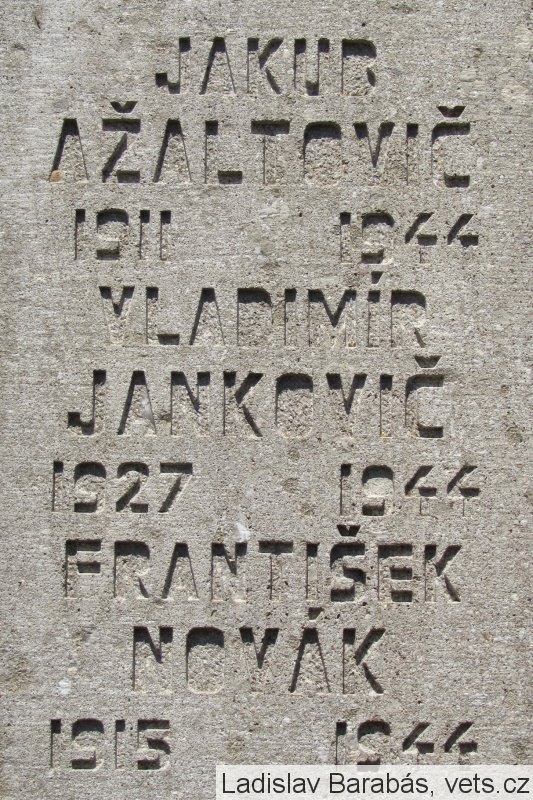 JAKUB
AŽALTOVIČ
1911 1944
VLADIMÍR
JANKOVIČ
1927 1944
FRANTIŠEK
NOVÁK
1915 1944
Ladislav Barabás, vets.cz